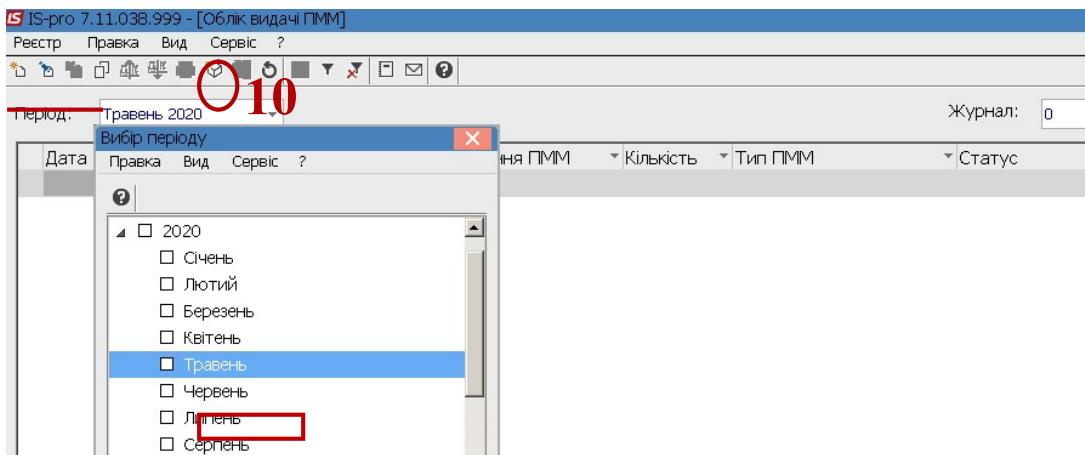 IS-pro 7.11.038.999 - [Облік видачі ПММ]
Реєстр Правка Вид Сервіс ?
10
Період: Травень 2020 Журнал: 0
Вибір періоду
Дата ння ПММ Кількість Тип ПММ Статус
Правка Вид Сервіс ?
2020
Січень
Лютий
Березень
Квітень
Травень
Червень
Липень
Серпень